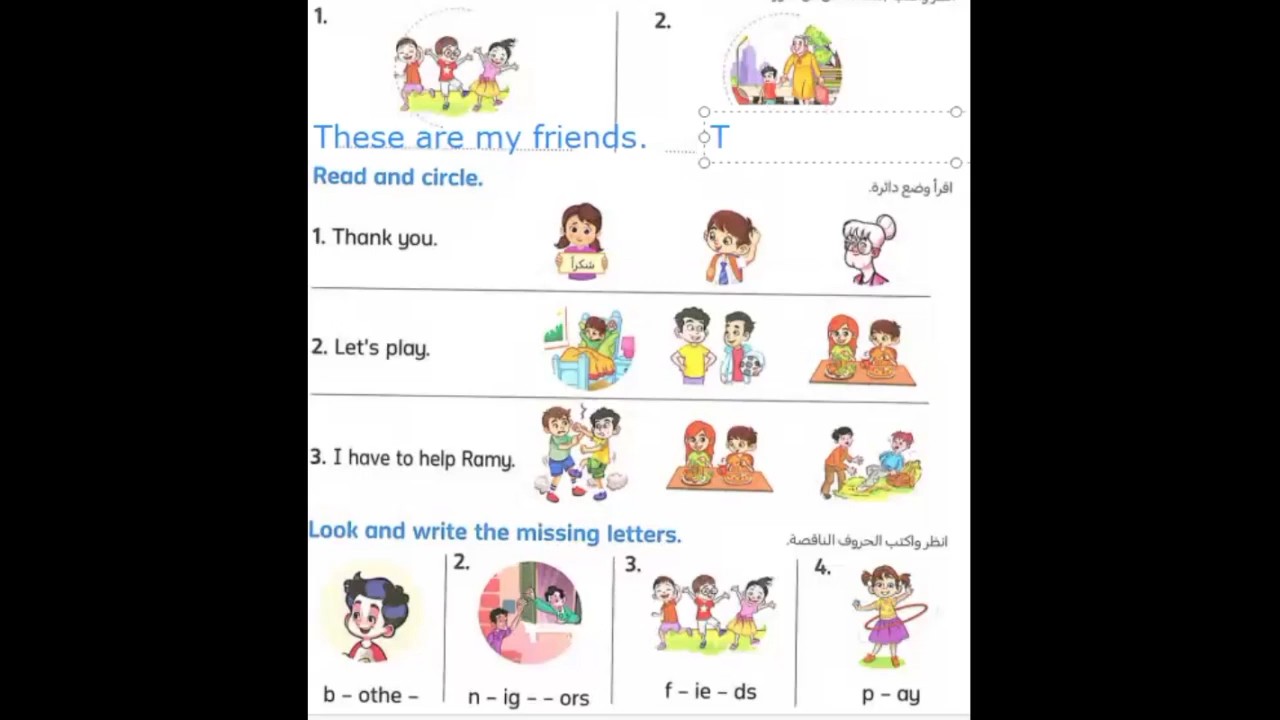 1.
2.
These are my friends.
T
Read and circle.
اقرأ وضع دائرة.
1. Thank you.
شكراً
2. Let's play.
3. I have to help Ramy.
Look and write the missing letters.
انظر واكتب الحروف الناقصة.
2.
3.
4.
b – othe –
n – ig – – ors
f – ie – ds
p – ay